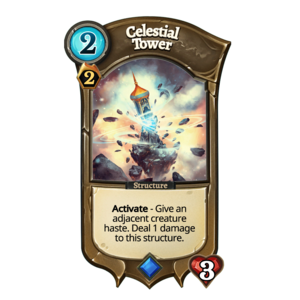 2
Celestial
Tower
2
Structure
Activate - Give an
adjacent creature
haste. Deal 1 damage
to this structure.
3